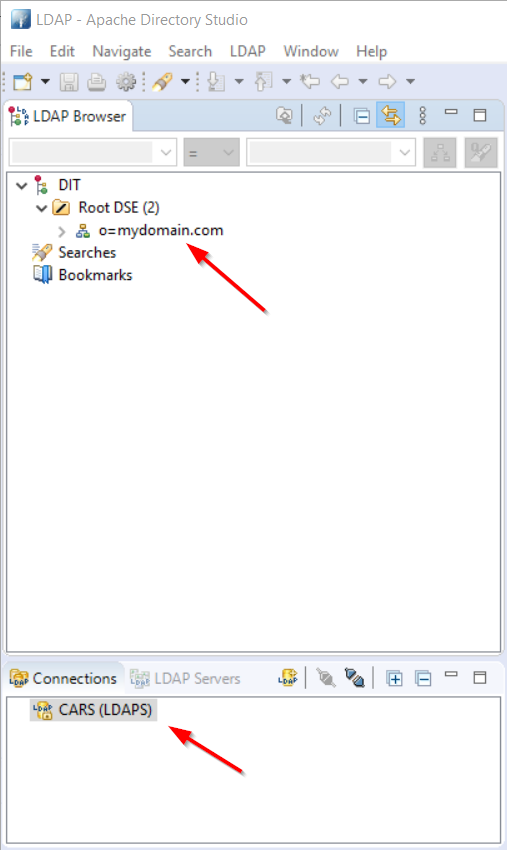 LDAP - Apache Directory Studio
File Edit Navigate Search LDAP Window Help
LDAP Browser
=
DIT
Root DSE (2)
o=mydomain.com
Searches
Bookmarks
Connections LDAP Servers
CARS (LDAPS)